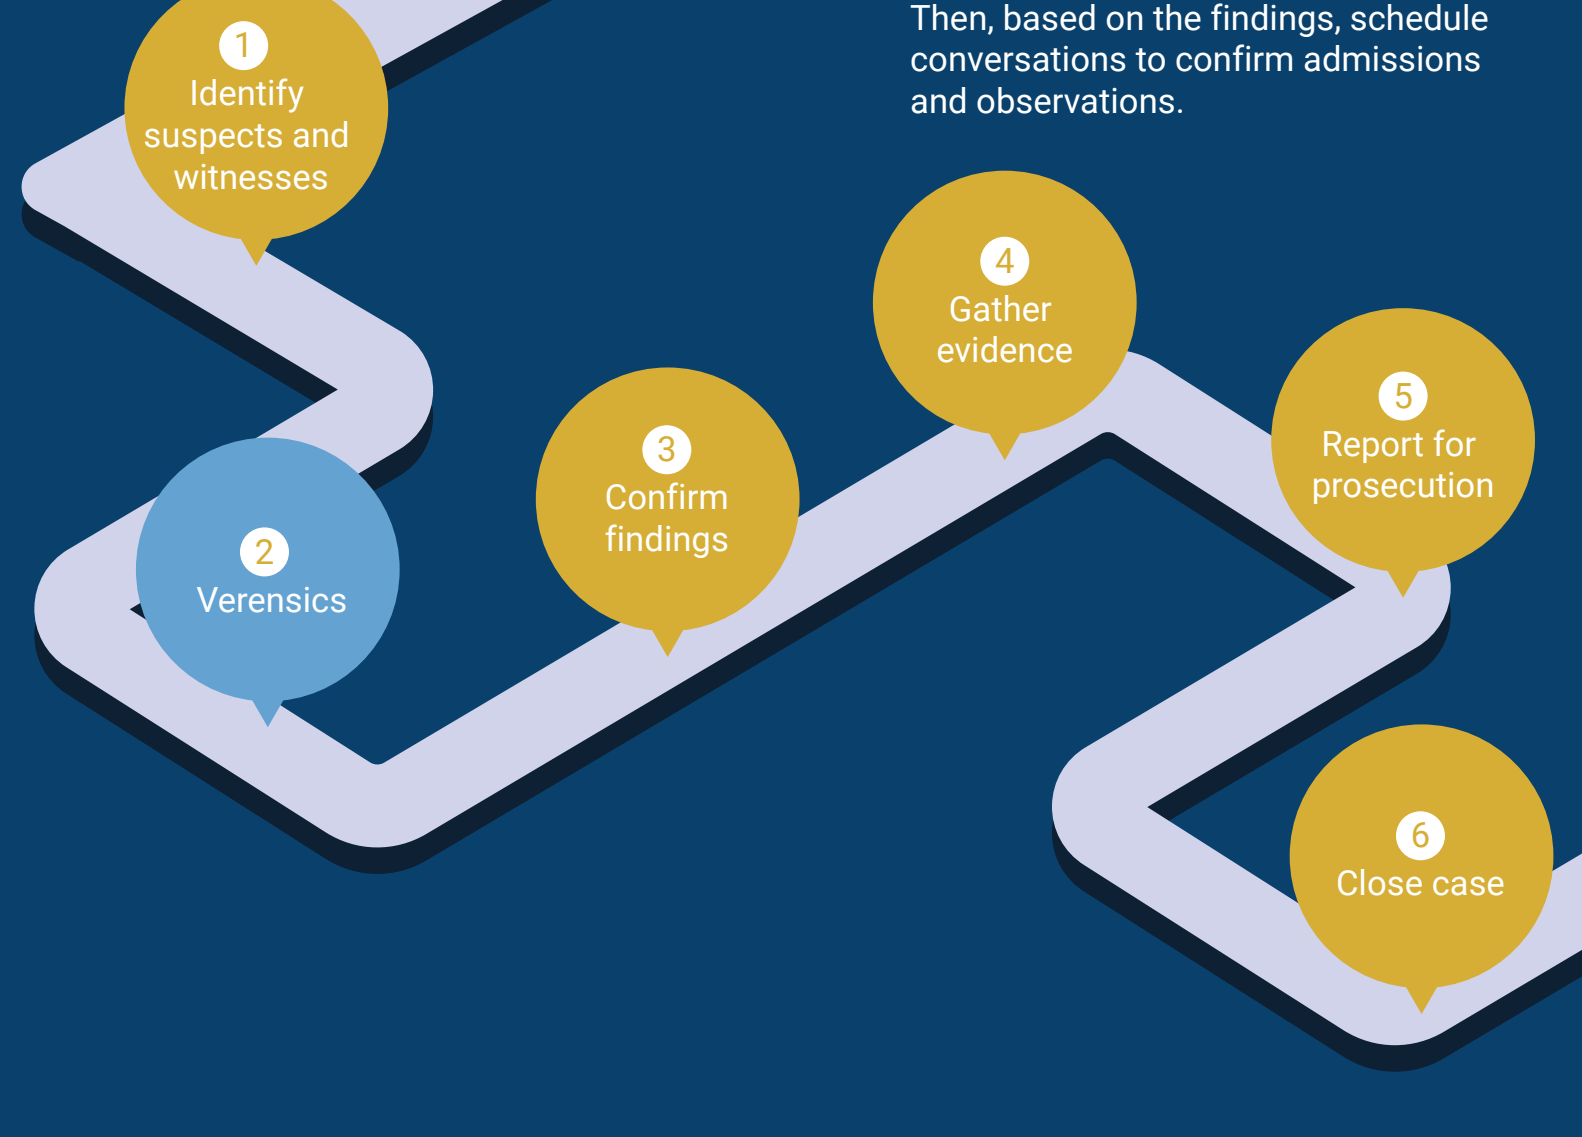 Then, based on the findings, schedule
conversations to confirm admissions
and observations.
1
Identify
suspects and
witnesses
2
Verensics
3
Confirm
findings
4
Gather
evidence
5
Report for
prosecution
6
Close case